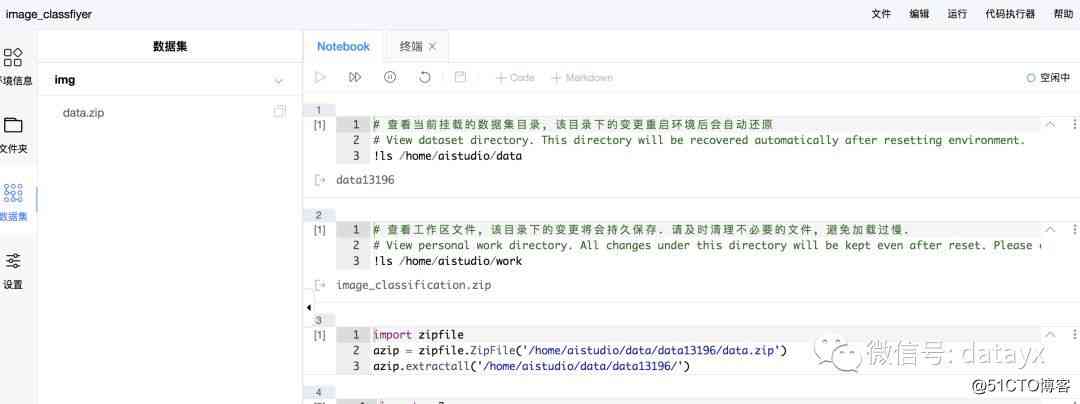 image_classfiyer
文件 编辑 运行 代码执行器 帮助
数据集
Notebook 终端 ×
img
环境信息
Code Markdown
空闲中
data.zip
文件夹
数据集
设置
1
[1]
1 # 查看当前挂载的数据集目录, 该目录下的变更重启环境后会自动还原
2 # View dataset directory. This directory will be recovered automatically after resetting environment.
3 !ls /home/aistudio/data
data13196
2
[1]
1 # 查看工作区文件, 该目录下的变更将会持久保存. 请及时清理不必要的文件, 避免加载过慢.
2 # View personal work directory. All changes under this directory will be kept even after reset. Please
3 !ls /home/aistudio/work
image_classification.zip
3
[1]
1 import zipfile
2 azip = zipfile.ZipFile('/home/aistudio/data/data13196/data.zip')
3 azip.extractall('/home/aistudio/data/data13196/')
4
微信号: datayx
@51CTO博客